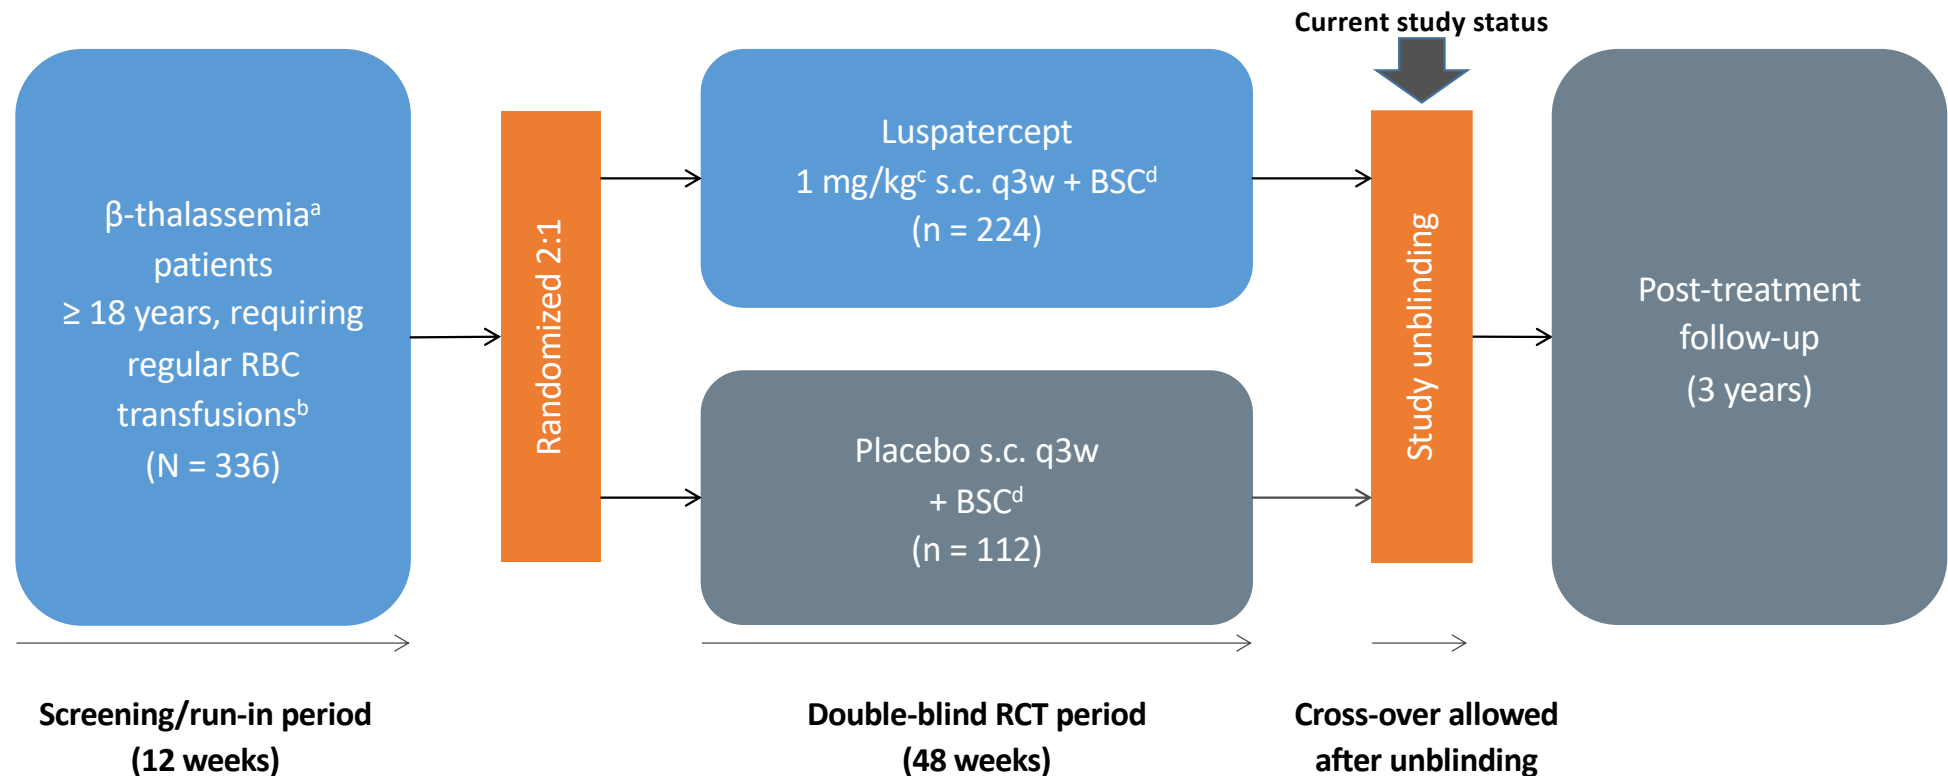 Current study status
β-thalassemiaᵃ
patients
≥ 18 years, requiring
regular RBC
transfusionsᵇ
(N = 336)
Randomized 2:1
Luspatercept
1 mg/kgᶜ s.c. q3w + BSCᵈ
(n = 224)
Placebo s.c. q3w
+ BSCᵈ
(n = 112)
Study unblinding
Post-treatment
follow-up
(3 years)
Screening/run-in period
(12 weeks)
Double-blind RCT period
(48 weeks)
Cross-over allowed
after unblinding